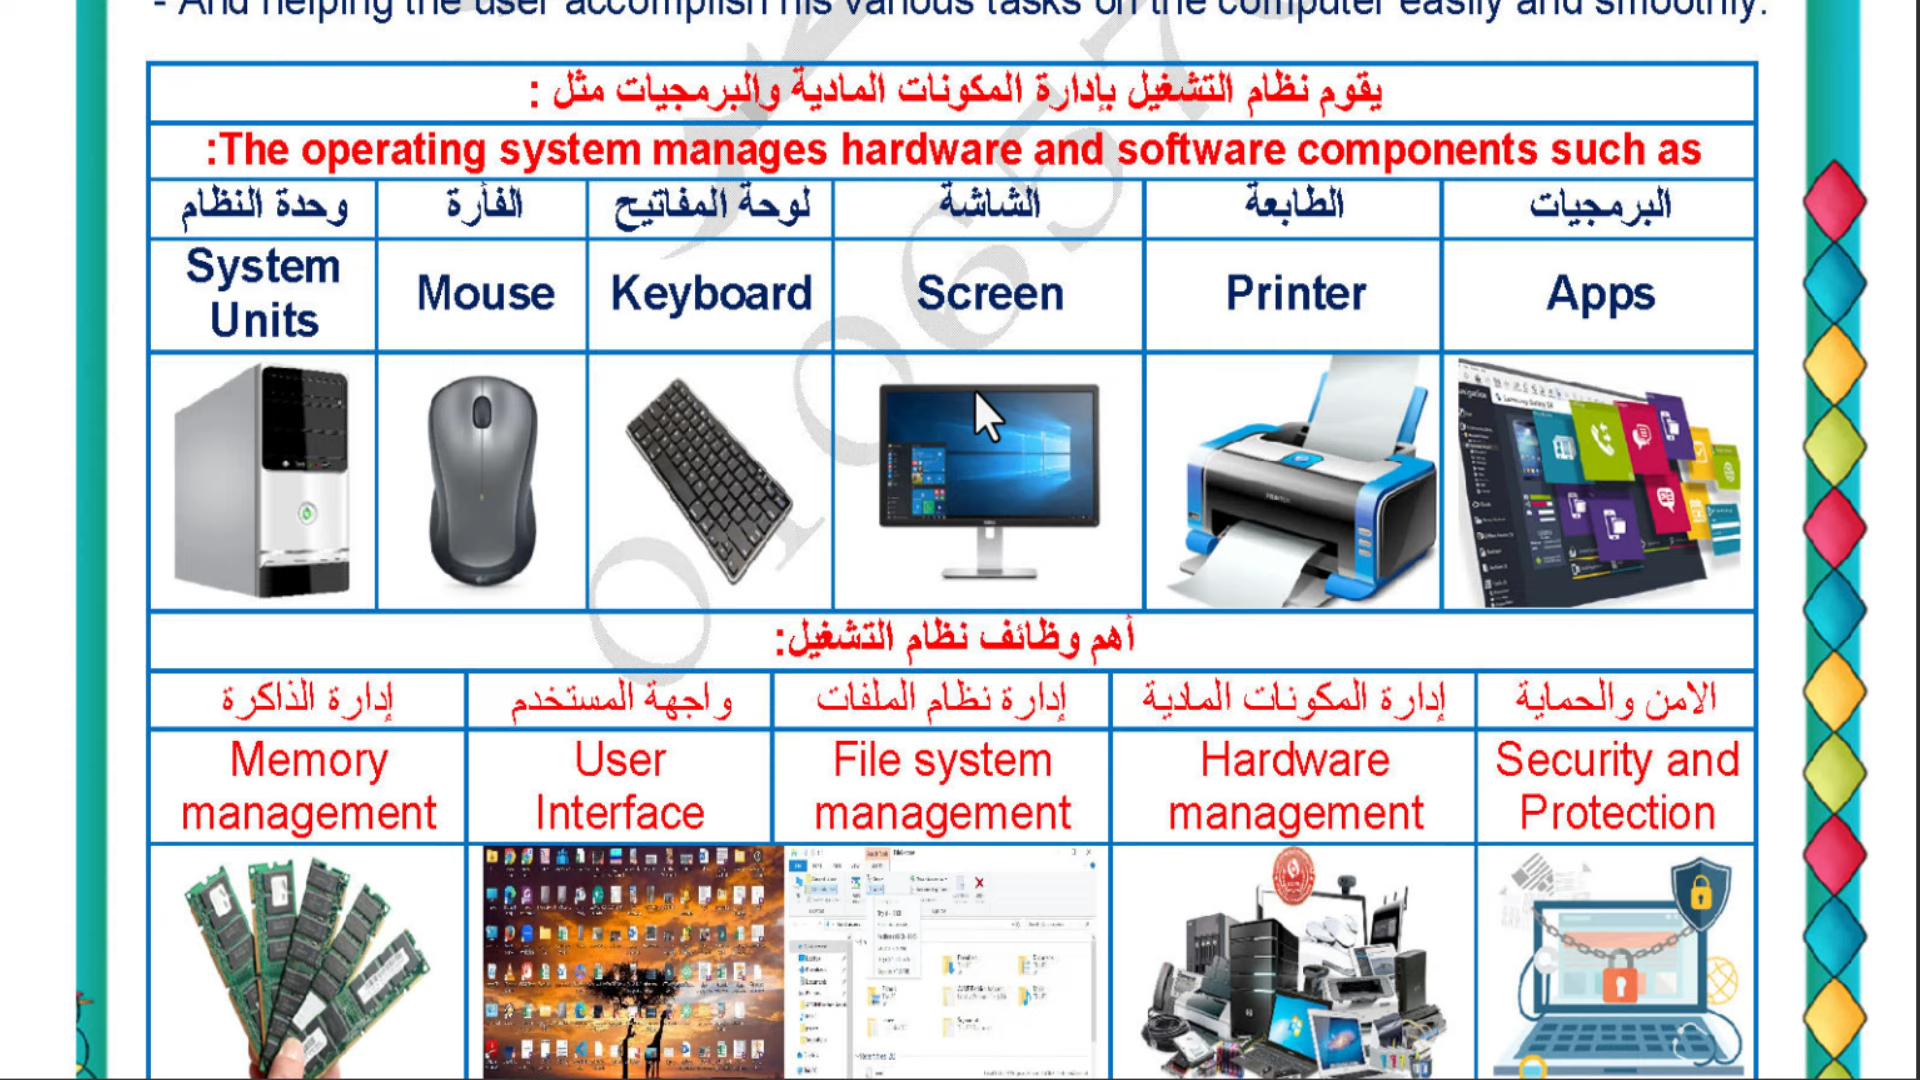 - And helping the user accomplish his various tasks on the computer easily and smoothly.
يقوم نظام التشغيل بإدارة المكونات المادية والبرمجيات مثل :
:The operating system manages hardware and software components such as
وحدة النظام الفأرة لوحة المفاتيح الشاشة الطابعة البرمجيات
System Units Mouse Keyboard Screen Printer Apps
أهم وظائف نظام التشغيل:
إدارة الذاكرة واجهة المستخدم إدارة نظام الملفات إدارة المكونات المادية الامن والحماية
Memory management User Interface File system management Hardware management Security and Protection